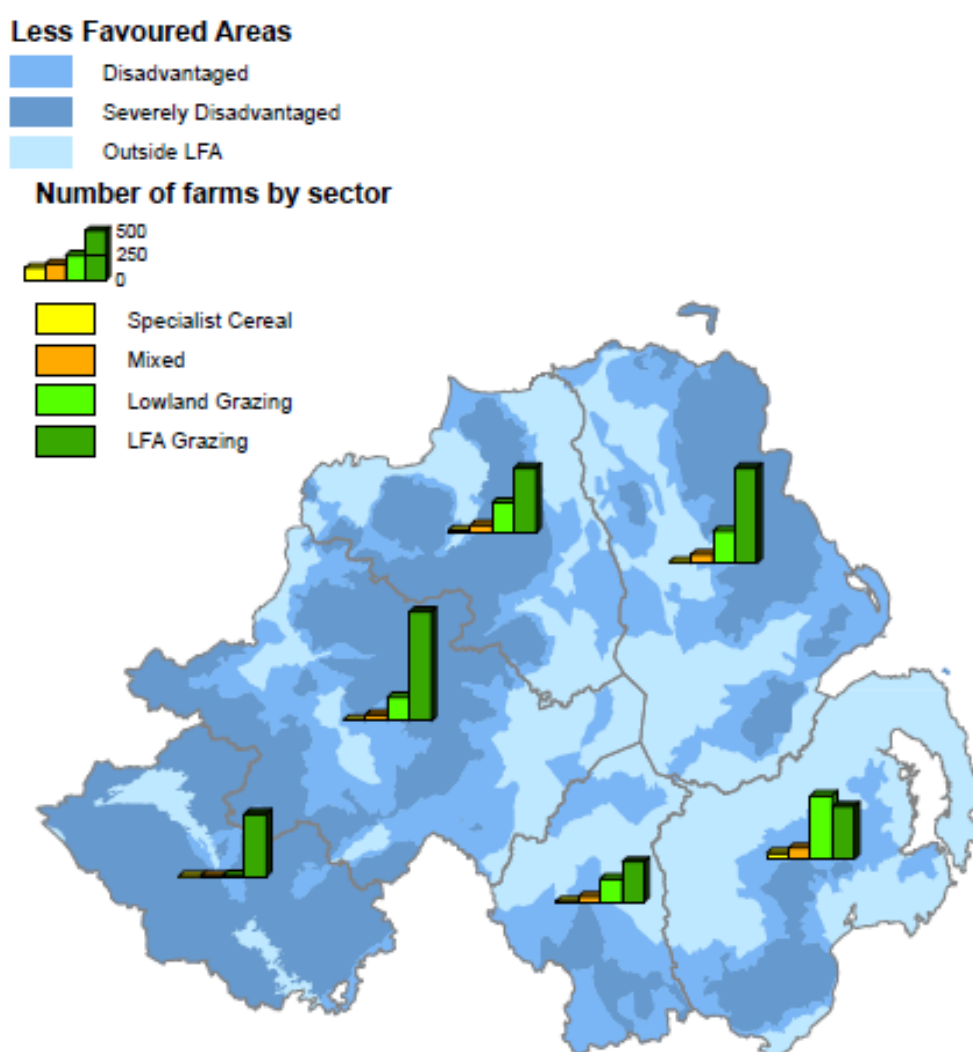 Less Favoured Areas
Disadvantaged
Severely Disadvantaged
Outside LFA
Number of farms by sector
500
250
0
Specialist Cereal
Mixed
Lowland Grazing
LFA Grazing